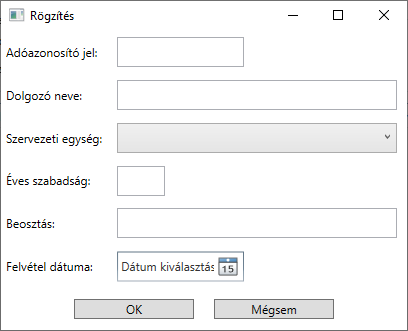 Rögzítés
Adóazonosító jel:
Dolgozó neve:
Szervezeti egység:
Éves szabadság:
Beosztás:
Felvétel dátuma: Dátum kiválasztás 15
OK Mégsem